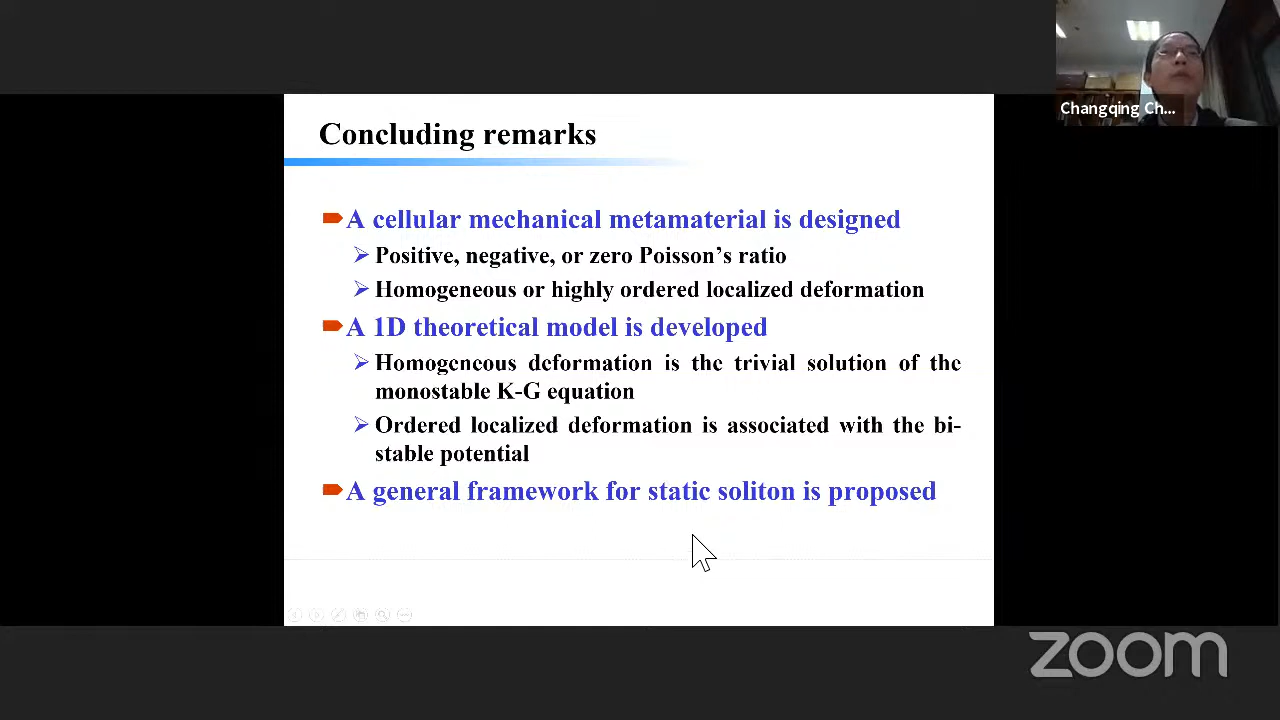 Changqing Ch...
Concluding remarks
A cellular mechanical metamaterial is designed
Positive, negative, or zero Poisson's ratio
Homogeneous or highly ordered localized deformation
A 1D theoretical model is developed
Homogeneous deformation is the trivial solution of the
monostable K-G equation
Ordered localized deformation is associated with the bi-
stable potential
A general framework for static soliton is proposed
zoom